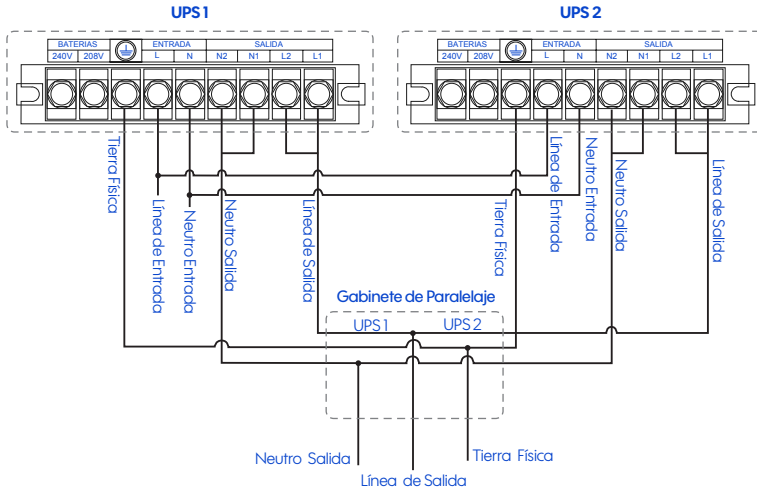 UPS 1
UPS 2
BATERIAS
ENTRADA
SALIDA
240V
208V
L
N
N2
N1
L2
L1
BATERIAS
ENTRADA
SALIDA
240V
208V
L
N
N2
N1
L2
L1
Tierra Física
Línea de Entrada
Neutro Entrada
Neutro Salida
Línea de Salida
Tierra Física
Línea de Entrada
Neutro Entrada
Neutro Salida
Línea de Salida
Gabinete de Paralelaje
UPS 1
UPS 2
Neutro Salida
Línea de Salida
Tierra Física